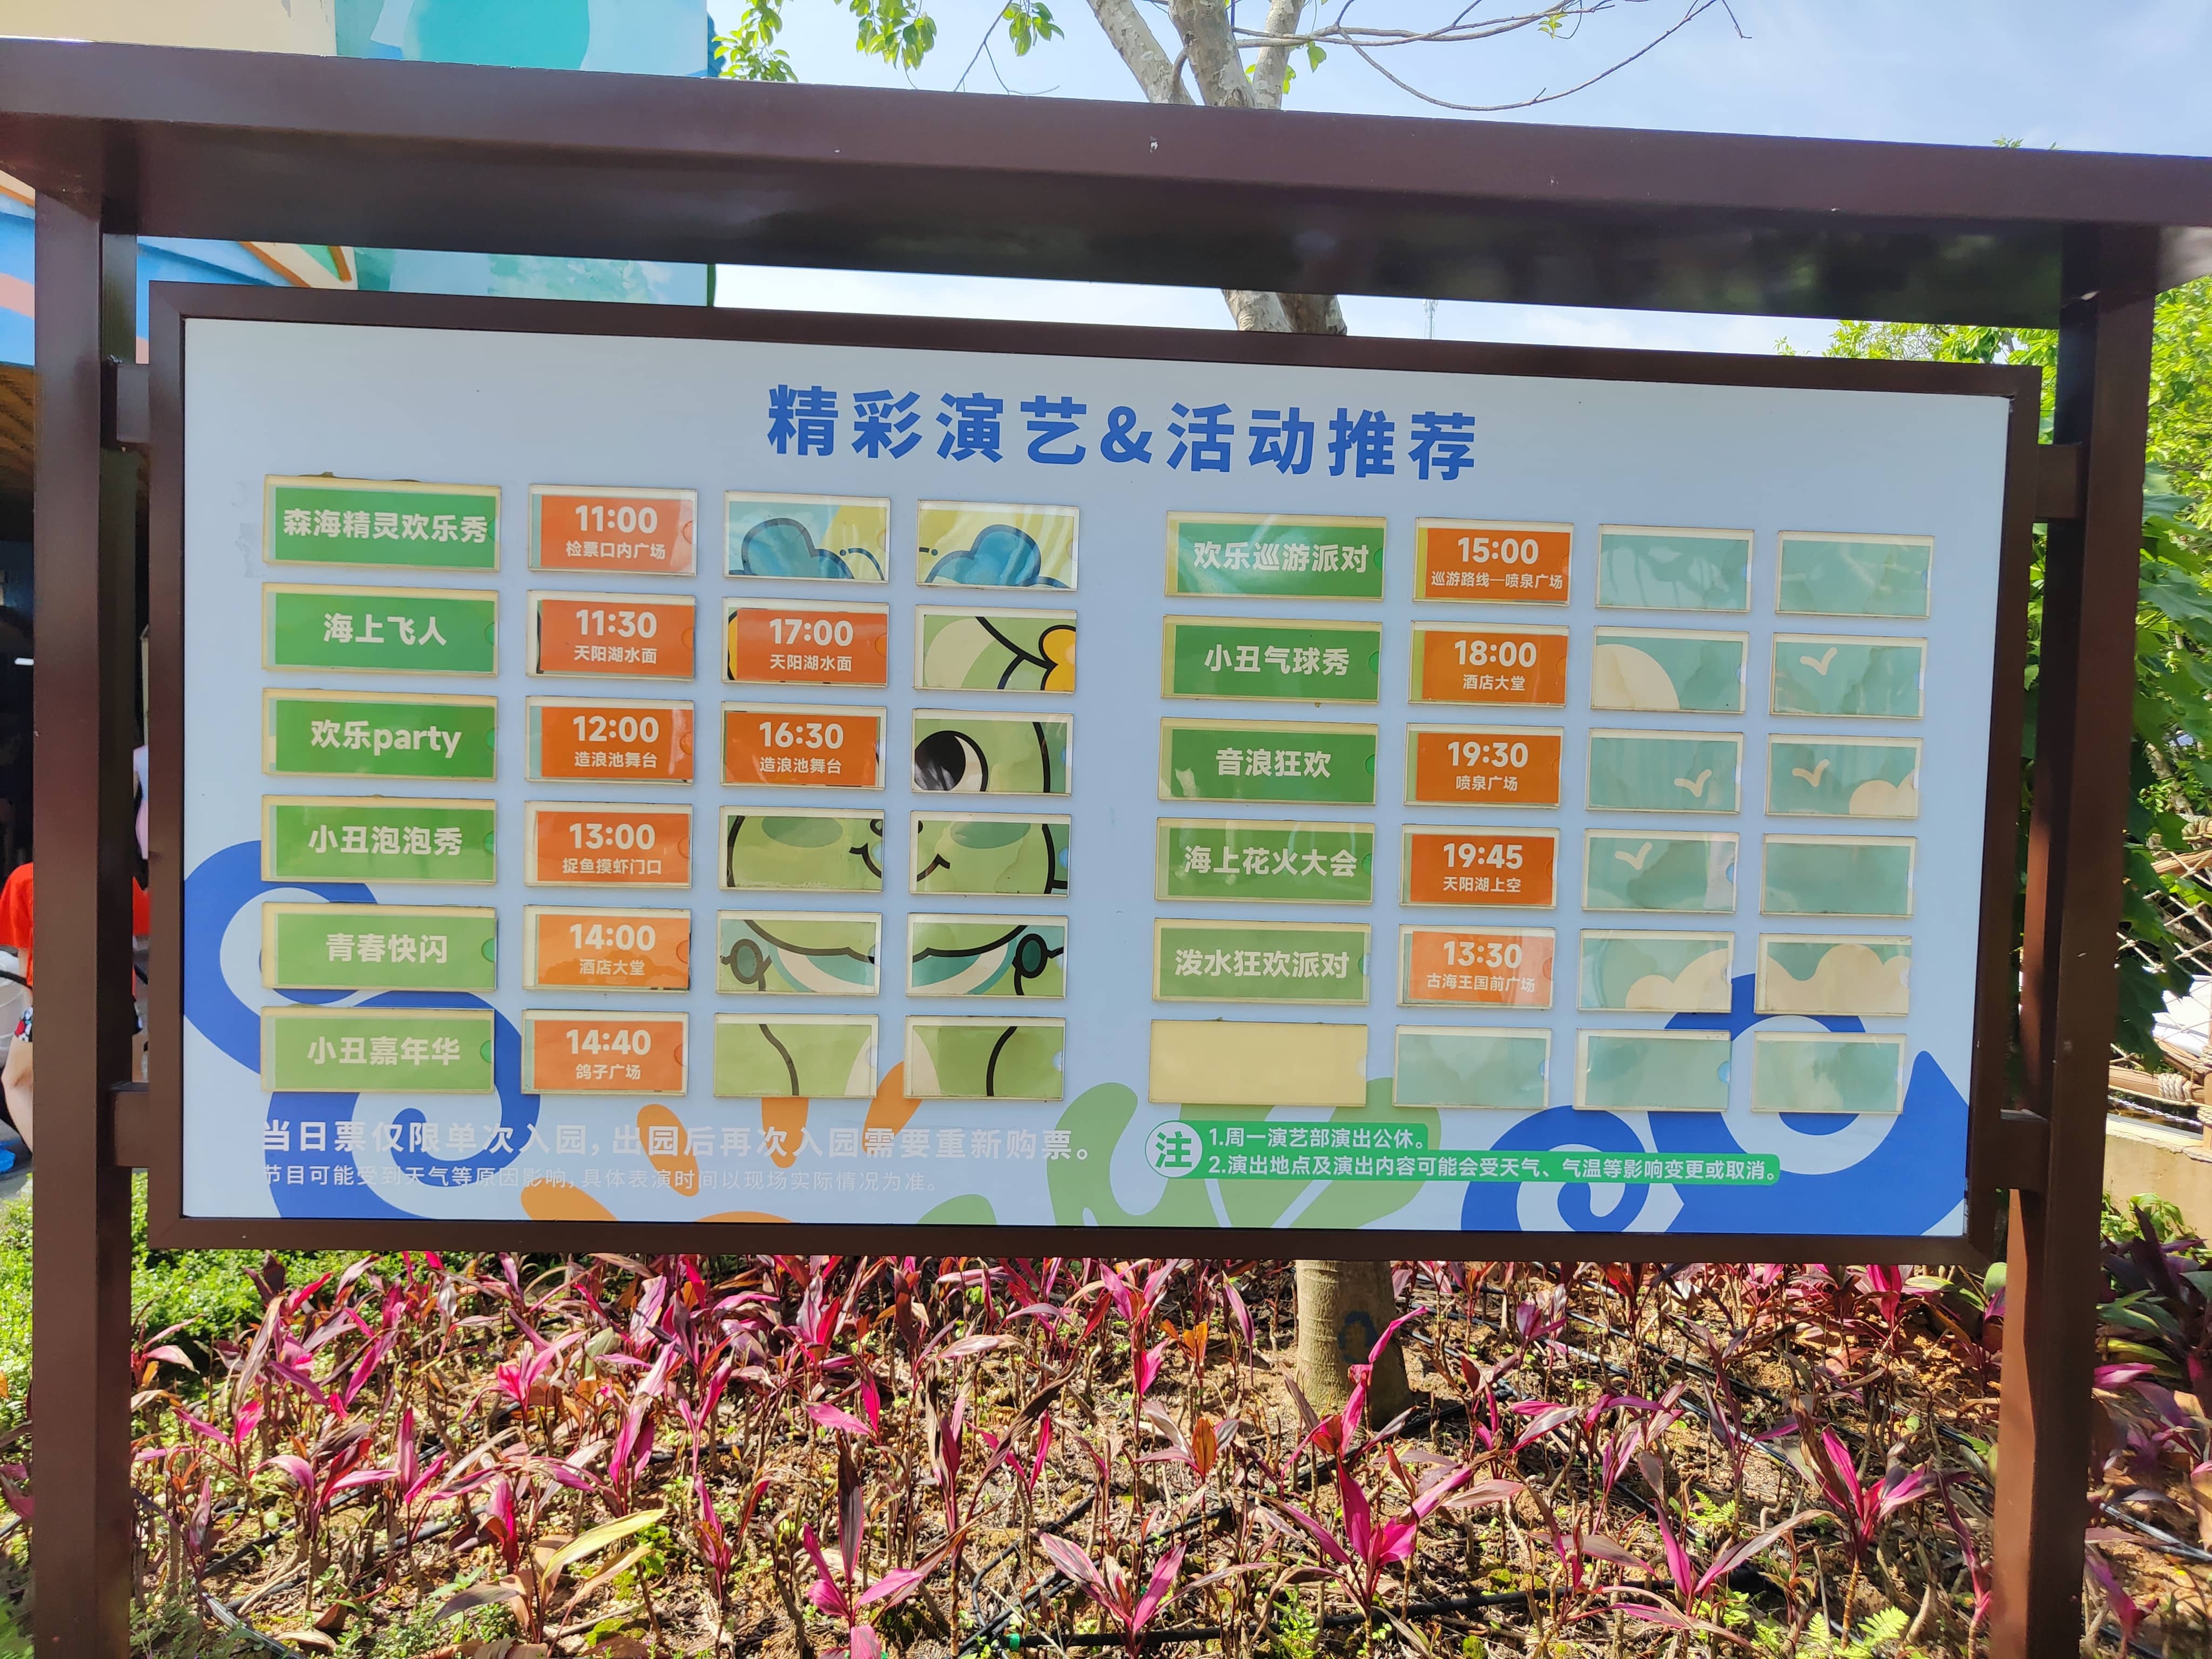 精彩演艺&活动推荐
森海精灵欢乐秀
11:00
检票口内广场
海上飞人
11:30
天阳湖水面
17:00
天阳湖水面
欢乐party
12:00
造浪池舞台
16:30
造浪池舞台
小丑泡泡秀
13:00
捉鱼摸虾门口
青春快闪
14:00
酒店大堂
小丑嘉年华
14:40
鸽子广场
欢乐巡游派对
15:00
巡游路线—喷泉广场
小丑气球秀
18:00
酒店大堂
音浪狂欢
19:30
喷泉广场
海上花火大会
19:45
天阳湖上空
泼水狂欢派对
13:30
古海王国前广场
当日票仅限单次入园，出园后再次入园需要重新购票。
节目可能受到天气等原因影响，具体表演时间以现场实际情况为准。
注
1.周一演艺部演出公休。
2.演出地点及演出内容可能会受天气、气温等影响变更或取消。